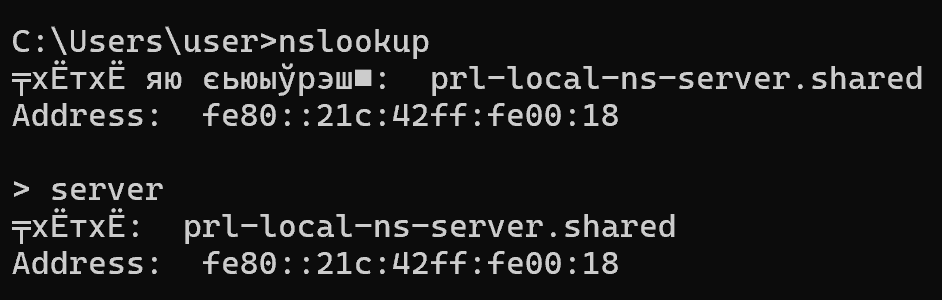 C:\Users\user>nslookup
╤хЁтхЁ яю єьюыўрэш■:  prl-local-ns-server.shared
Address:  fe80::21c:42ff:fe00:18
> server
╤хЁтхЁ:  prl-local-ns-server.shared
Address:  fe80::21c:42ff:fe00:18